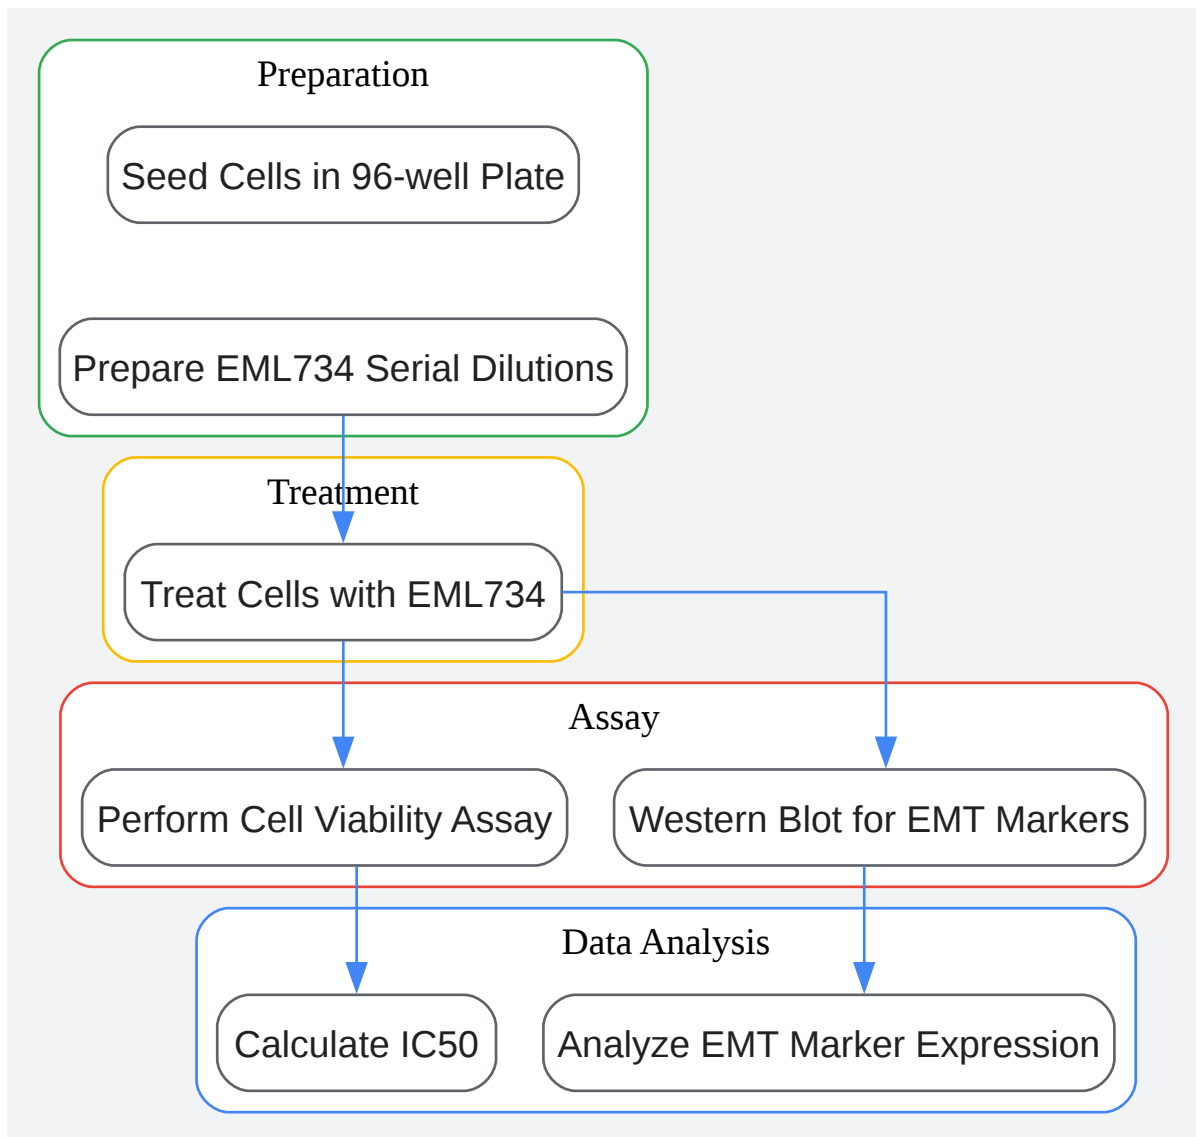 Preparation
Seed Cells in 96-well Plate
Prepare EML734 Serial Dilutions
Treatment
Treat Cells with EML734
Assay
Perform Cell Viability Assay
Western Blot for EMT Markers
Data Analysis
Calculate IC50
Analyze EMT Marker Expression